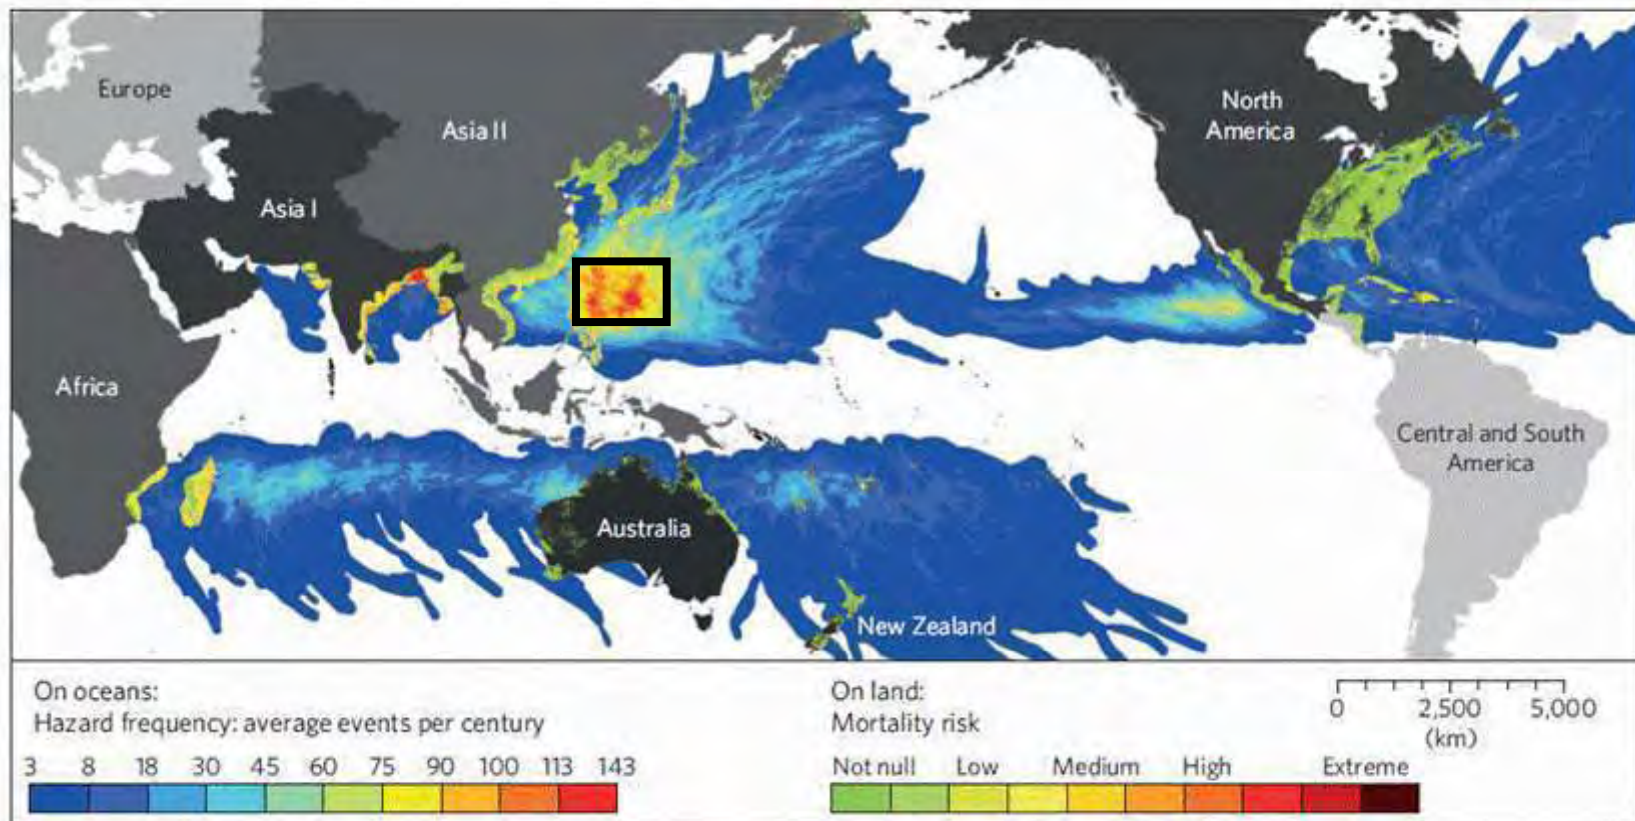 Europe
Asia II
North
America
Asia I
Africa
Central and South
America
Australia
New Zealand
On oceans:
Hazard frequency: average events per century
3 8 18 30 45 60 75 90 100 113 143
On land:
Mortality risk
Not null Low Medium High Extreme
0 2,500 5,000
(km)